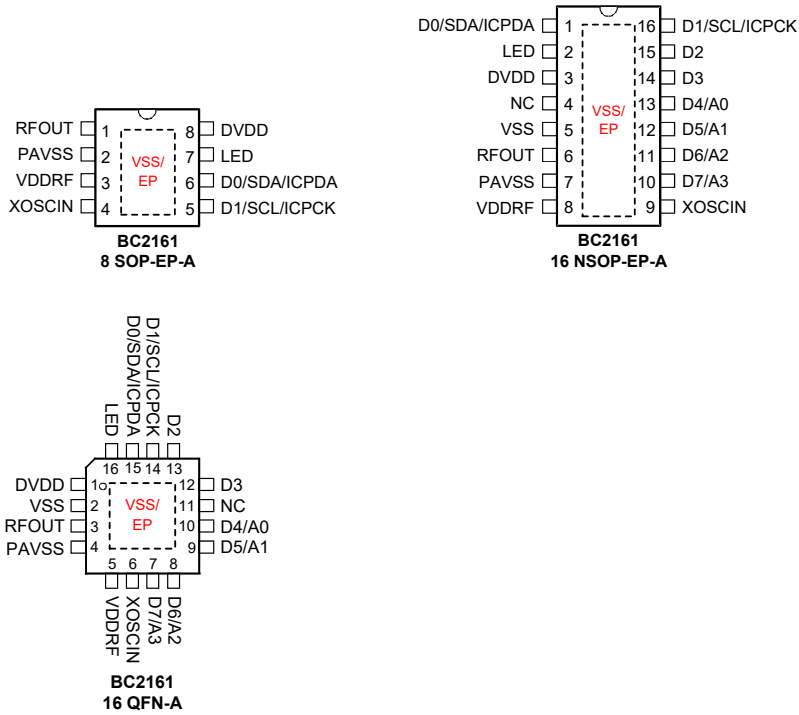 RFOUT 1 8 DVDD
PAVSS 2 7 LED
VDDRF 3 6 D0/SDA/ICPDA
XOSCIN 4 5 D1/SCL/ICPCK
VSS/
EP
BC2161
8 SOP-EP-A
D0/SDA/ICPDA 1 16 D1/SCL/ICPCK
LED 2 15 D2
DVDD 3 14 D3
NC 4 13 D4/A0
VSS 5 12 D5/A1
RFOUT 6 11 D6/A2
PAVSS 7 10 D7/A3
VDDRF 8 9 XOSCIN
VSS/
EP
BC2161
16 NSOP-EP-A
LED
D0/SDA/ICPDA
D1/SCL/ICPCK
D2
16 15 14 13
DVDD 1 12 D3
VSS 2 11 NC
RFOUT 3 10 D4/A0
PAVSS 4 9 D5/A1
VSS/
EP
5 6 7 8
VDDRF
XOSCIN
D7/A3
D6/A2
BC2161
16 QFN-A